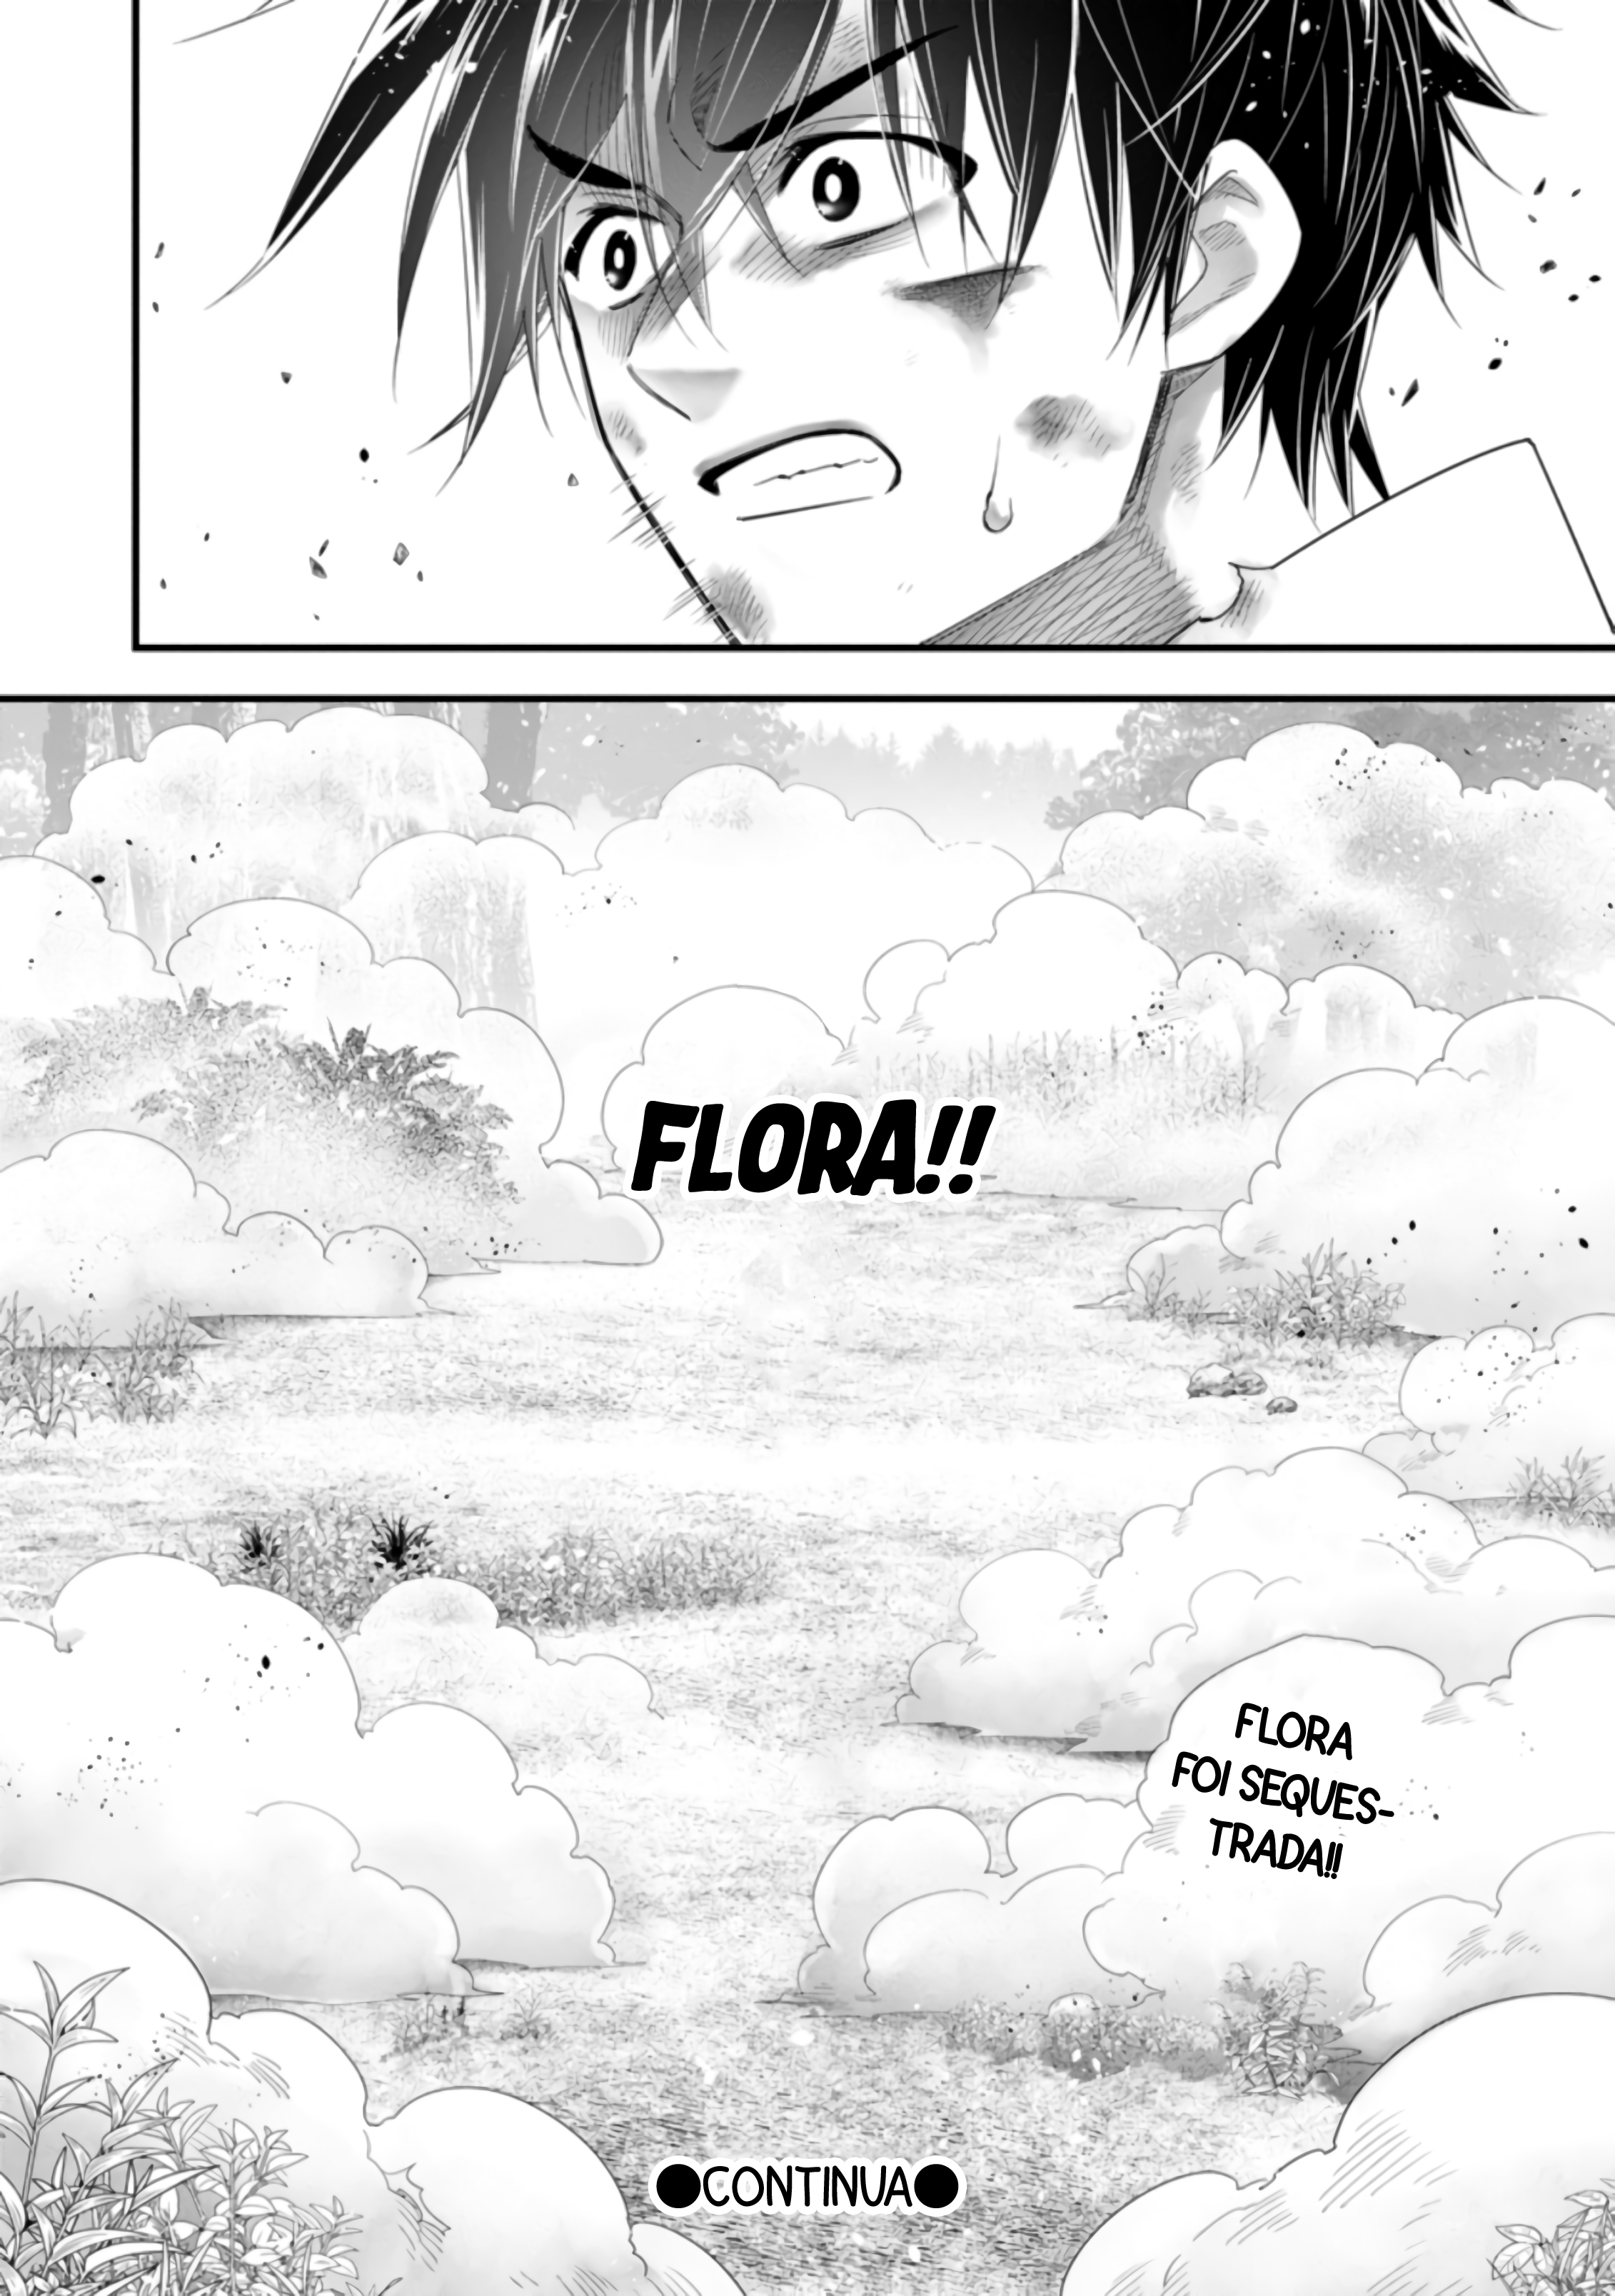 FLORA!!
FLORA
FOI SEQUES-
TRADA!!
●CONTINUA●